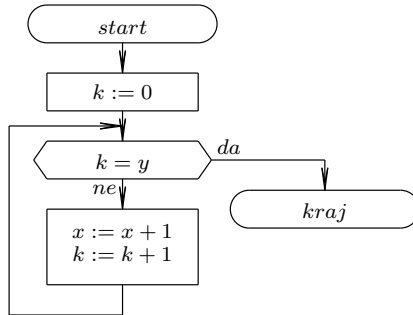 start
k := 0
k = y
da
ne
x := x + 1
k := k + 1
kraj